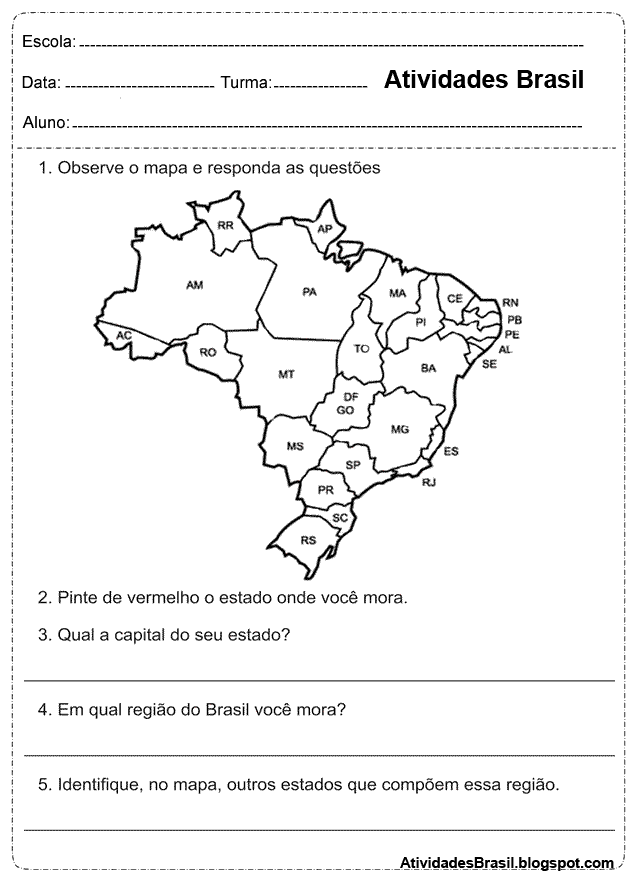 Escola:
Data: Turma: Atividades Brasil
Aluno:
1. Observe o mapa e responda as questões
RR
AP
AM
PA
MA
CE
RN
PI
PB
PE
AC
RO
TO
AL
SE
MT
BA
DF
GO
MG
MS
ES
SP
RJ
PR
SC
RS
2. Pinte de vermelho o estado onde você mora.
3. Qual a capital do seu estado?
4. Em qual região do Brasil você mora?
5. Identifique, no mapa, outros estados que compõem essa região.
AtividadesBrasil.blogspot.com